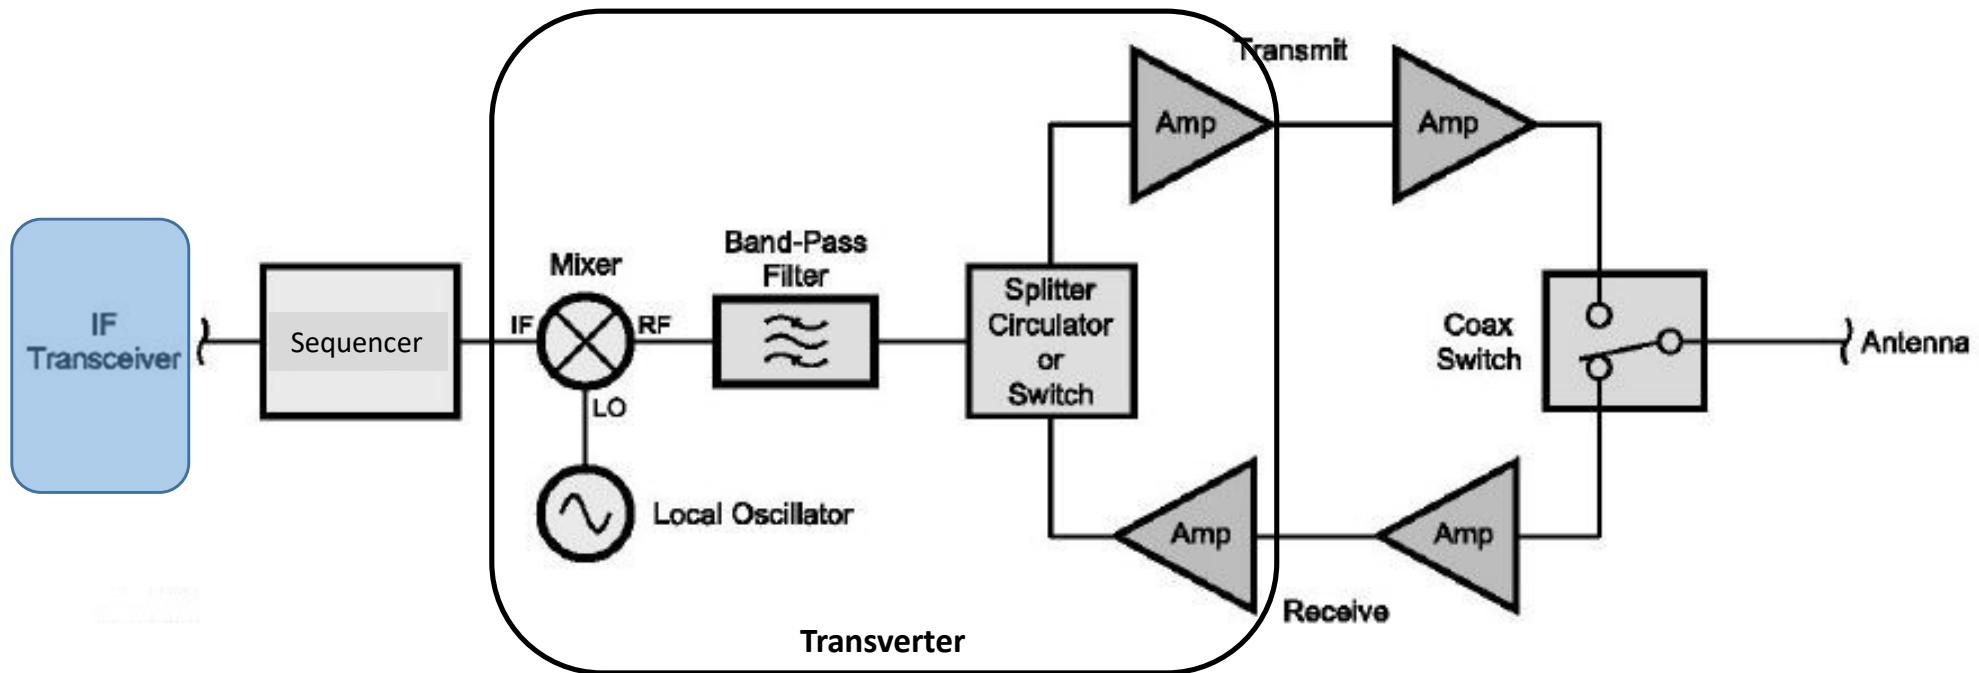 Transmit
Amp
Amp
Band-Pass
Filter
Mixer
IF
RF
LO
IF
Transceiver
Sequencer
Splitter
Circulator
or
Switch
Coax
Switch
Antenna
Local Oscillator
Amp
Amp
Receive
Transverter